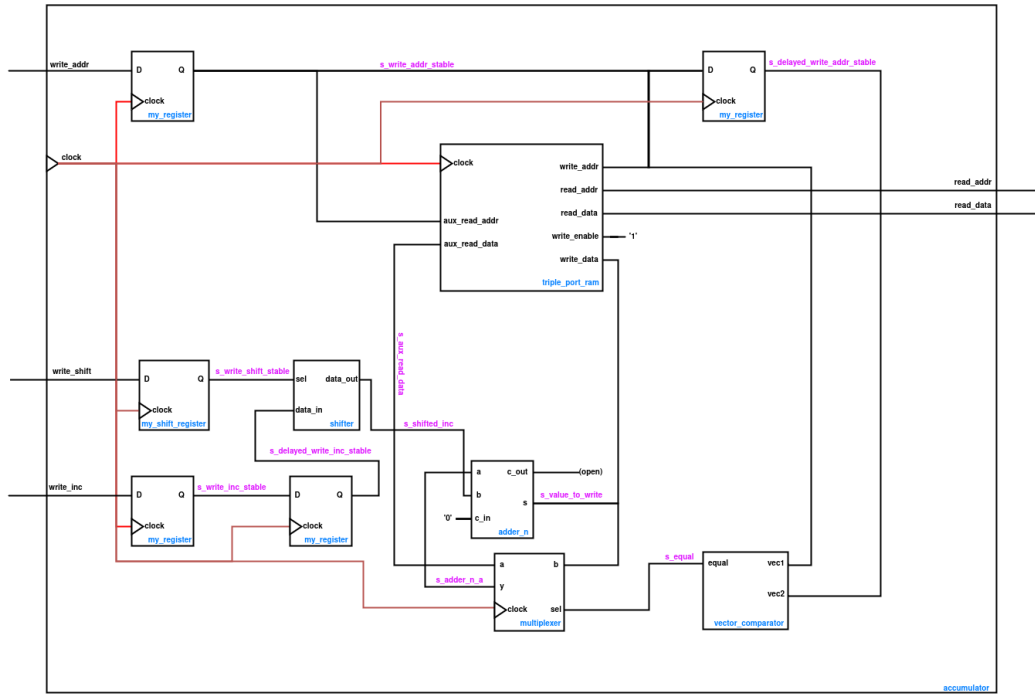 write_addr
D Q
clock
my_register
s_write_addr_stable
D Q
clock
my_register
s_delayed_write_addr_stable
clock
clock
write_addr
read_addr
read_data
write_enable
write_data
aux_read_addr
aux_read_data
triple_port_ram
'1'
read_addr
read_data
s_aux_read_data
write_shift
D Q
clock
my_shift_register
s_write_shift_stable
sel data_out
data_in
shifter
s_shifted_inc
s_delayed_write_inc_stable
write_inc
D Q
clock
my_register
s_write_inc_stable
D Q
clock
my_register
a c_out
b
s
c_in
adder_n
'0'
(open)
s_value_to_write
s_adder_n_a
a b
y
clock sel
multiplexer
s_equal
equal vec1
vec2
vector_comparator
accumulator